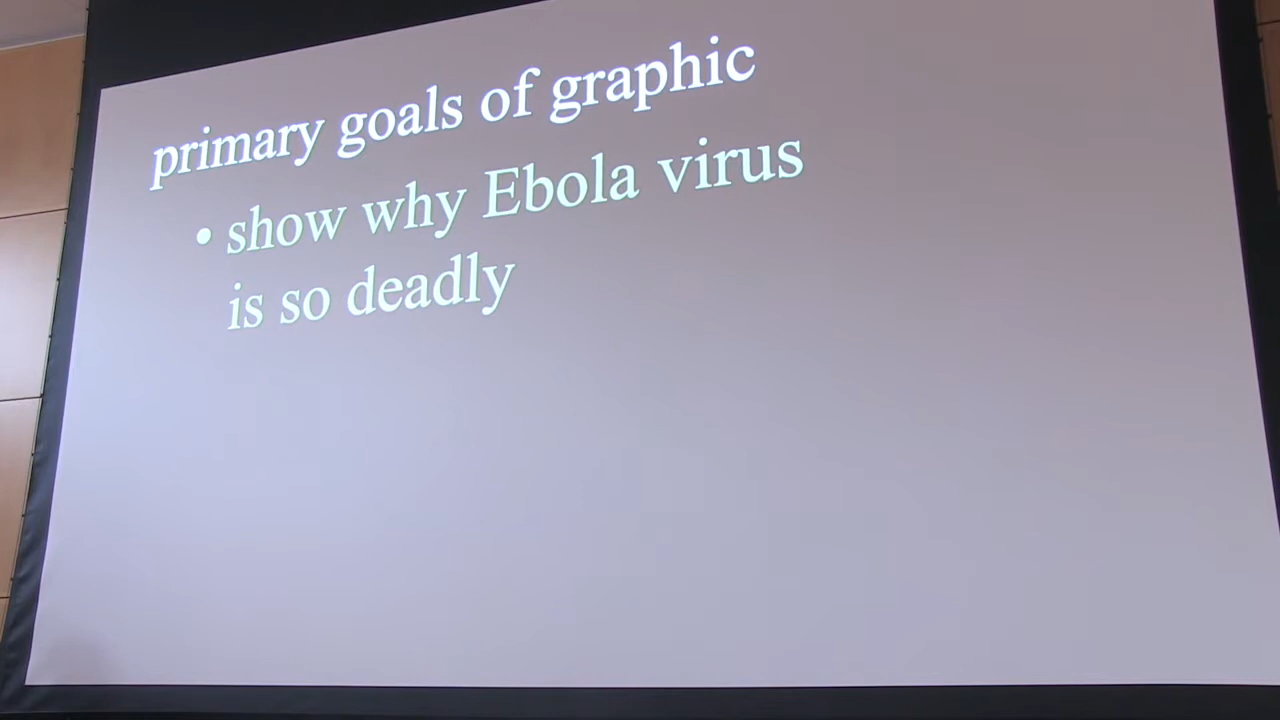 primary goals of graphic
• show why Ebola virus
is so deadly